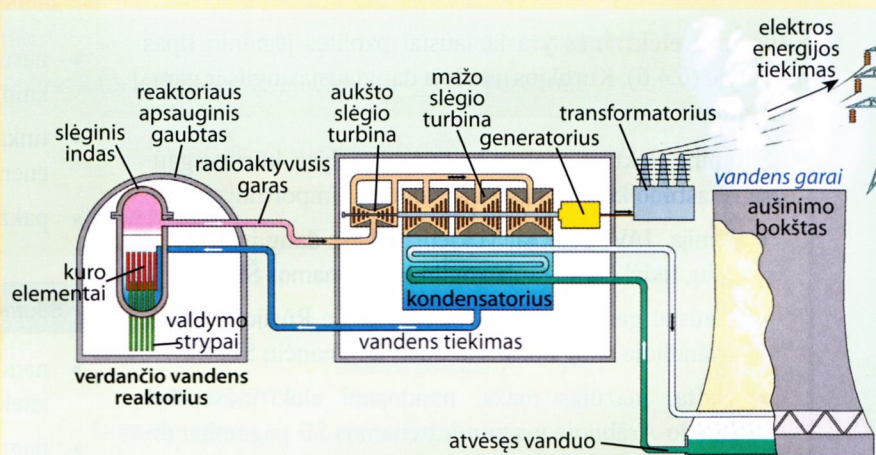 elektros
energijos
tiekimas
reaktoriaus
apsauginis
gaubtas
aukšto
slėgio
turbina
mažo
slėgio
turbina
transformatorius
slėginis
indas
generatorius
radioaktyvusis
garas
vandens garai
aušinimo
bokštas
kuro
elementai
kondensatorius
valdymo
strypai
vandens tiekimas
verdančio vandens
reaktorius
atvėsęs vanduo